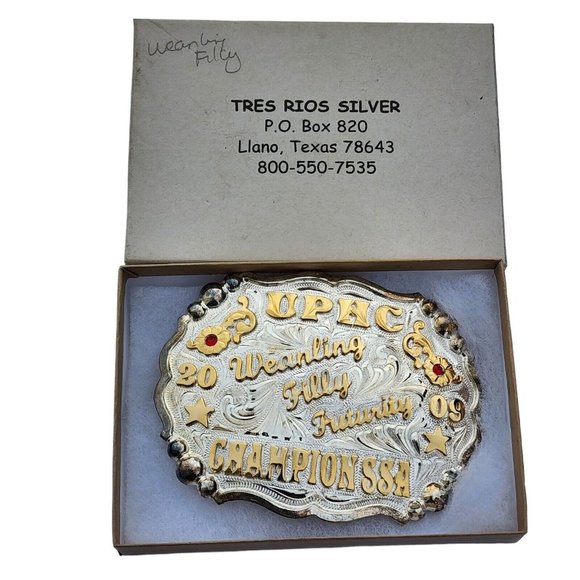 Weanling
Filly
TRES RIOS SILVER
P.O. Box 820
Llano, Texas 78643
800-550-7535
UPHC
20 Weanling
Filly
Futurity 09
CHAMPION SSA